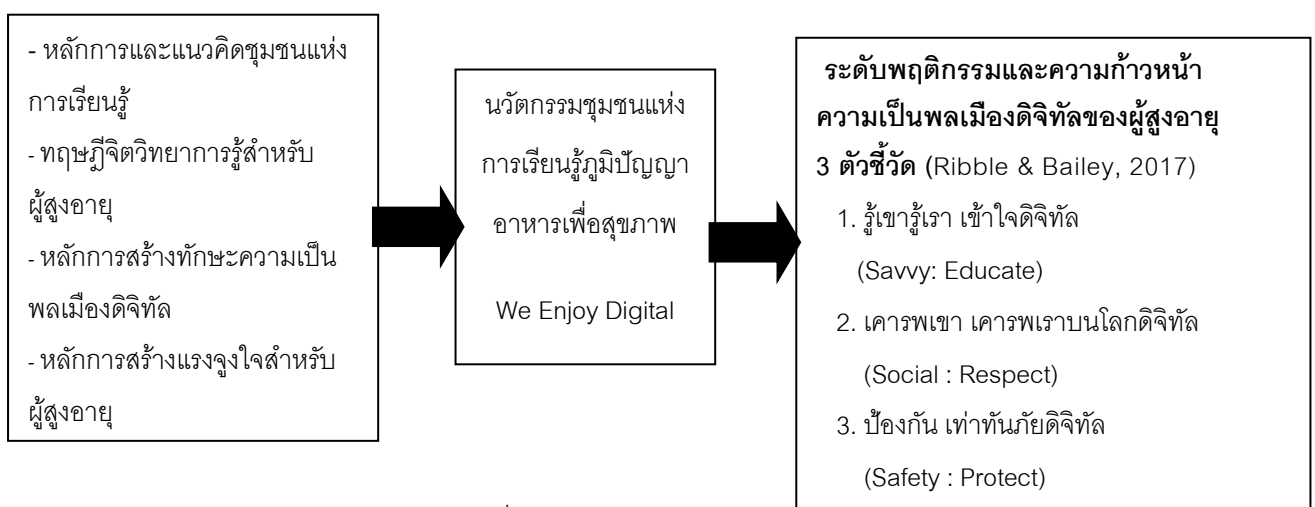 - หลักการและแนวคิดชุมชนแห่ง
การเรียนรู้
- ทฤษฎีจิตวิทยาการรู้สำหรับ
ผู้สูงอายุ
- หลักการสร้างทักษะความเป็น
พลเมืองดิจิทัล
- หลักการสร้างแรงจูงใจสำหรับ
ผู้สูงอายุ
นวัตกรรมชุมชนแห่ง
การเรียนรู้ภูมิปัญญา
อาหารเพื่อสุขภาพ
We Enjoy Digital
ระดับพฤติกรรมและความก้าวหน้า
ความเป็นพลเมืองดิจิทัลของผู้สูงอายุ
3 ตัวชี้วัด (Ribble & Bailey, 2017)
1. รู้เขารู้เรา เข้าใจดิจิทัล
(Savvy: Educate)
2. เคารพเขา เคารพเราบนโลกดิจิทัล
(Social : Respect)
3. ป้องกัน เท่าทันภัยดิจิทัล
(Safety : Protect)